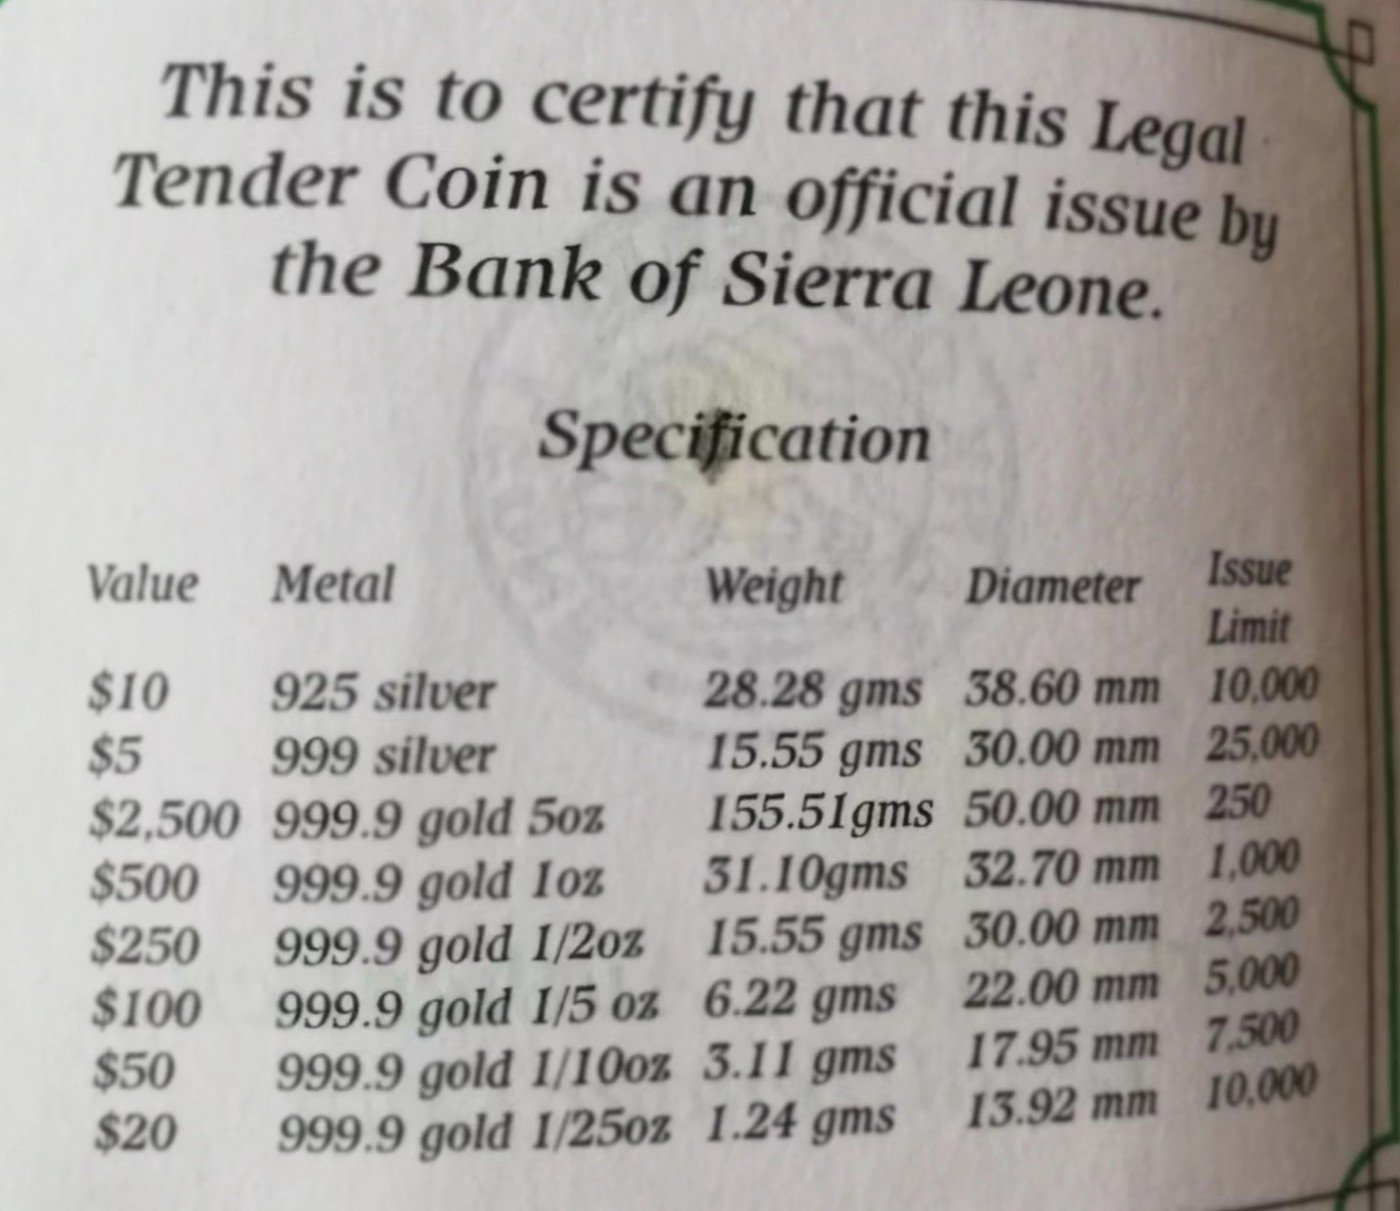 This is to certify that this Legal
Tender Coin is an official issue by
the Bank of Sierra Leone.
Specification
Value Metal Weight Diameter Issue Limit
$10 925 silver 28.28 gms 38.60 mm 10,000
$5 999 silver 15.55 gms 30.00 mm 25,000
$2,500 999.9 gold 5oz 155.51gms 50.00 mm 250
$500 999.9 gold 1oz 31.10gms 32.70 mm 1,000
$250 999.9 gold 1/2oz 15.55 gms 30.00 mm 2,500
$100 999.9 gold 1/5 oz 6.22 gms 22.00 mm 5,000
$50 999.9 gold 1/10oz 3.11 gms 17.95 mm 7,500
$20 999.9 gold 1/25oz 1.24 gms 13.92 mm 10,000